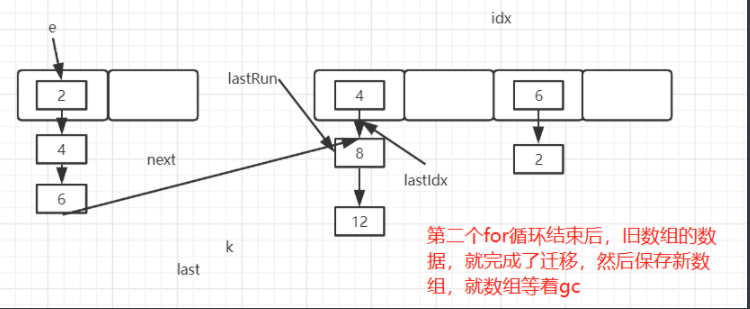 idx
e
lastRun
2
4
6
4
next
8
2
lastIdx
6
12
k
last
第二个for循环结束后，旧数组的数
据，就完成了迁移，然后保存新数
组，就数组等着gc